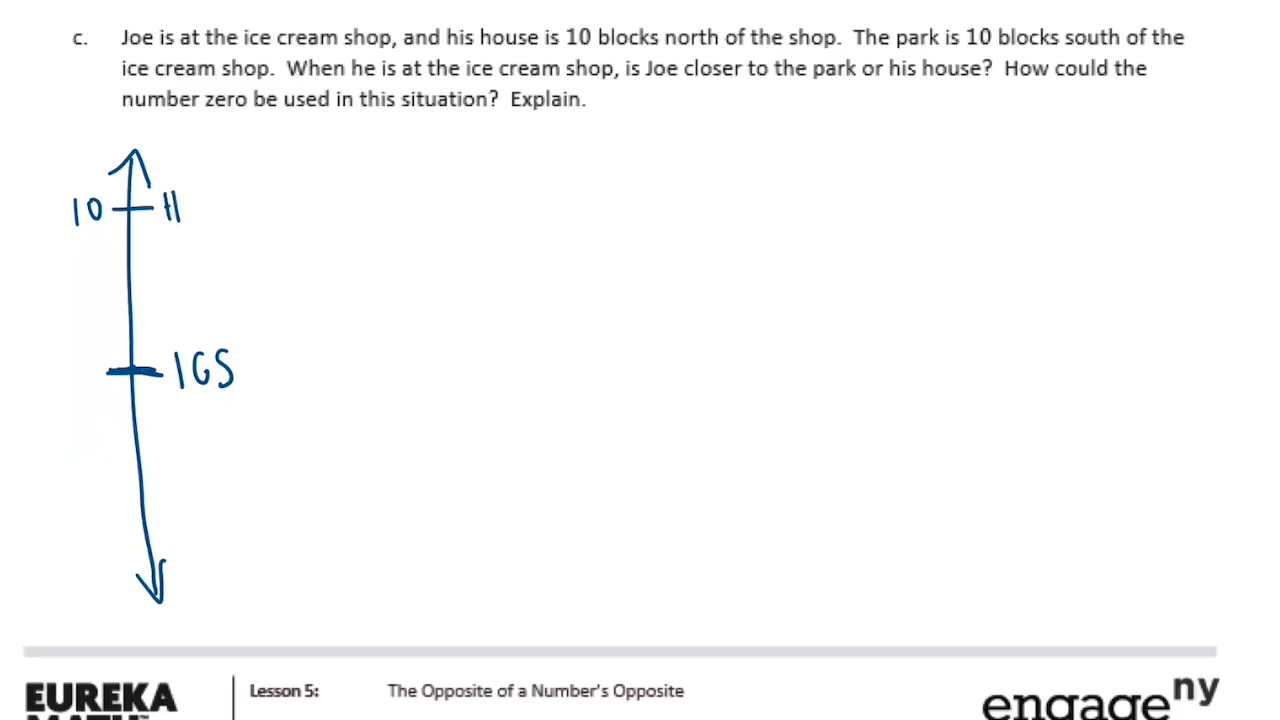 c. Joe is at the ice cream shop, and his house is 10 blocks north of the shop. The park is 10 blocks south of the
ice cream shop. When he is at the ice cream shop, is Joe closer to the park or his house? How could the
number zero be used in this situation? Explain.
10 H
ICS
EUREKA
MATH™
Lesson 5: The Opposite of a Number's Opposite
engage ny